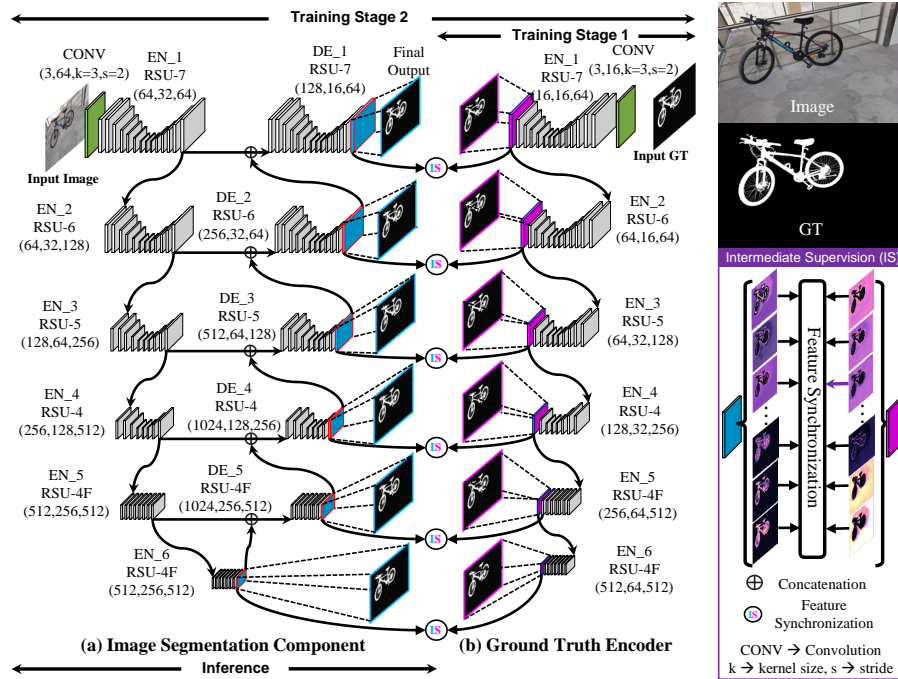 Training Stage 2
Training Stage 1
CONV
(3,64,k=3,s=2)
EN_1
RSU-7
(64,32,64)
DE_1
RSU-7
(128,16,64)
Final
Output
EN_1
RSU-7
(16,16,64)
CONV
(3,16,k=3,s=2)
Input Image
Input GT
IS
EN_2
RSU-6
(64,32,128)
DE_2
RSU-6
(256,32,64)
IS
EN_2
RSU-6
(64,16,64)
EN_3
RSU-5
(128,64,256)
DE_3
RSU-5
(512,64,128)
IS
EN_3
RSU-5
(64,32,128)
EN_4
RSU-4
(256,128,512)
DE_4
RSU-4
(1024,128,256)
IS
EN_4
RSU-4
(128,32,256)
EN_5
RSU-4F
(512,256,512)
DE_5
RSU-4F
(1024,256,512)
IS
EN_5
RSU-4F
(256,64,512)
EN_6
RSU-4F
(512,256,512)
IS
EN_6
RSU-4F
(512,64,512)
(a) Image Segmentation Component
(b) Ground Truth Encoder
Inference
Image
GT
Intermediate Supervision (IS)
Feature Synchronization
Concatenation
IS
Feature
Synchronization
CONV → Convolution
k → kernel size, s → stride